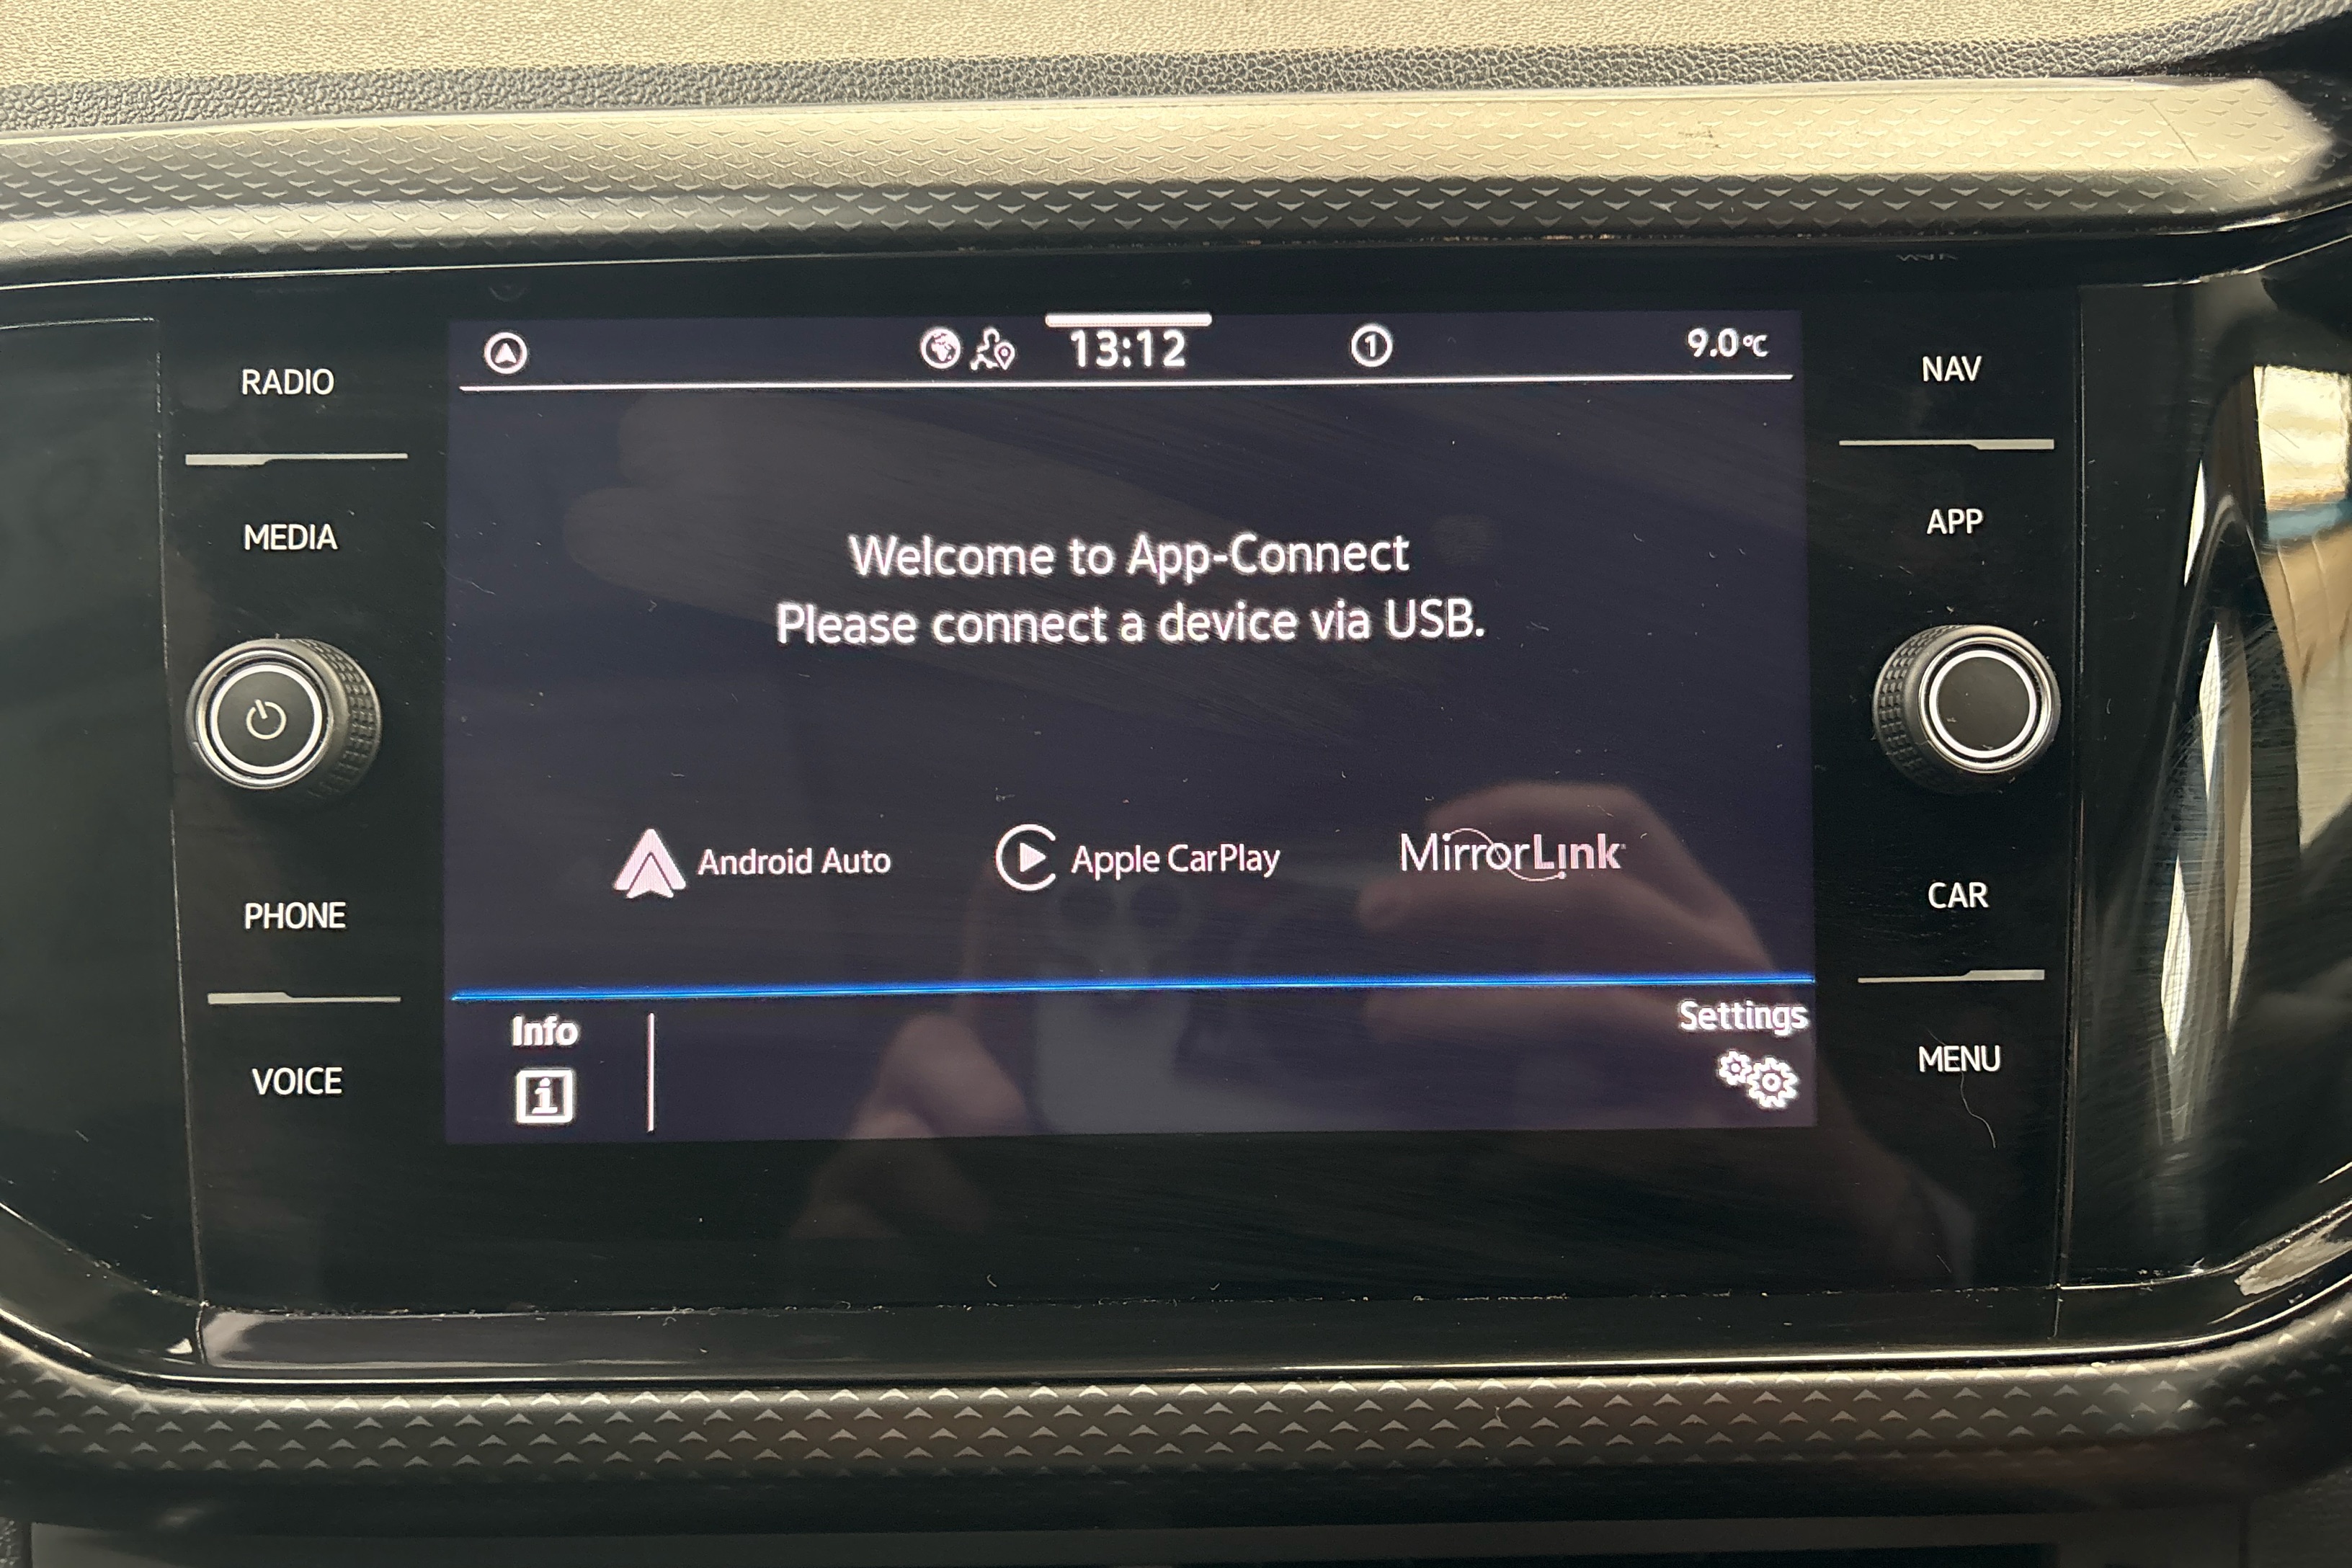 13:12
1
9.0°C
RADIO
NAV
MEDIA
APP
Welcome to App-Connect
Please connect a device via USB.
Android Auto
Apple CarPlay
MirrorLink
PHONE
CAR
Info
i
Settings
VOICE
MENU